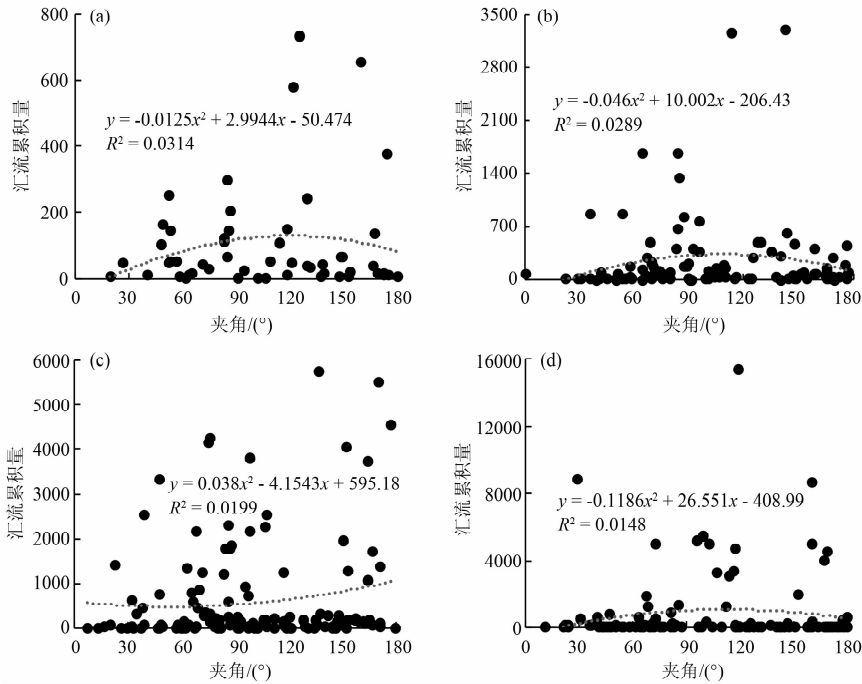 (a)
800
600
400
200
0
汇流累积量
y = -0.0125x² + 2.9944x - 50.474
R² = 0.0314
0 30 60 90 120 150 180
夹角/(°)
(b)
3500
2800
2100
1400
700
0
汇流累积量
y = -0.046x² + 10.002x - 206.43
R² = 0.0289
0 30 60 90 120 150 180
夹角/(°)
(c)
6000
5000
4000
3000
2000
1000
0
汇流累积量
y = 0.038x² - 4.1543x + 595.18
R² = 0.0199
0 30 60 90 120 150 180
夹角/(°)
(d)
16000
12000
8000
4000
0
汇流累积量
y = -0.1186x² + 26.551x - 408.99
R² = 0.0148
0 30 60 90 120 150 180
夹角/(°)